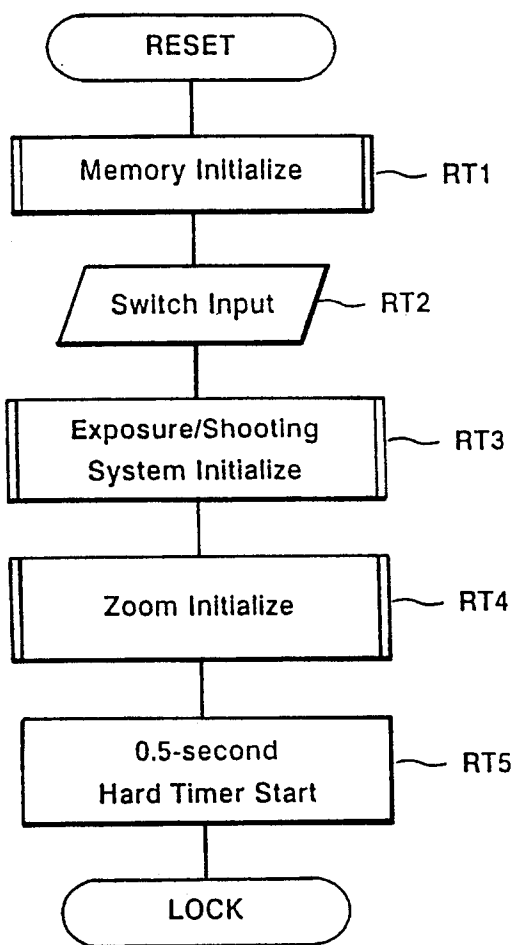 RESET
Memory Initialize
RT1
Switch Input
RT2
Exposure/Shooting
System Initialize
RT3
Zoom Initialize
RT4
0.5-second
Hard Timer Start
RT5
LOCK